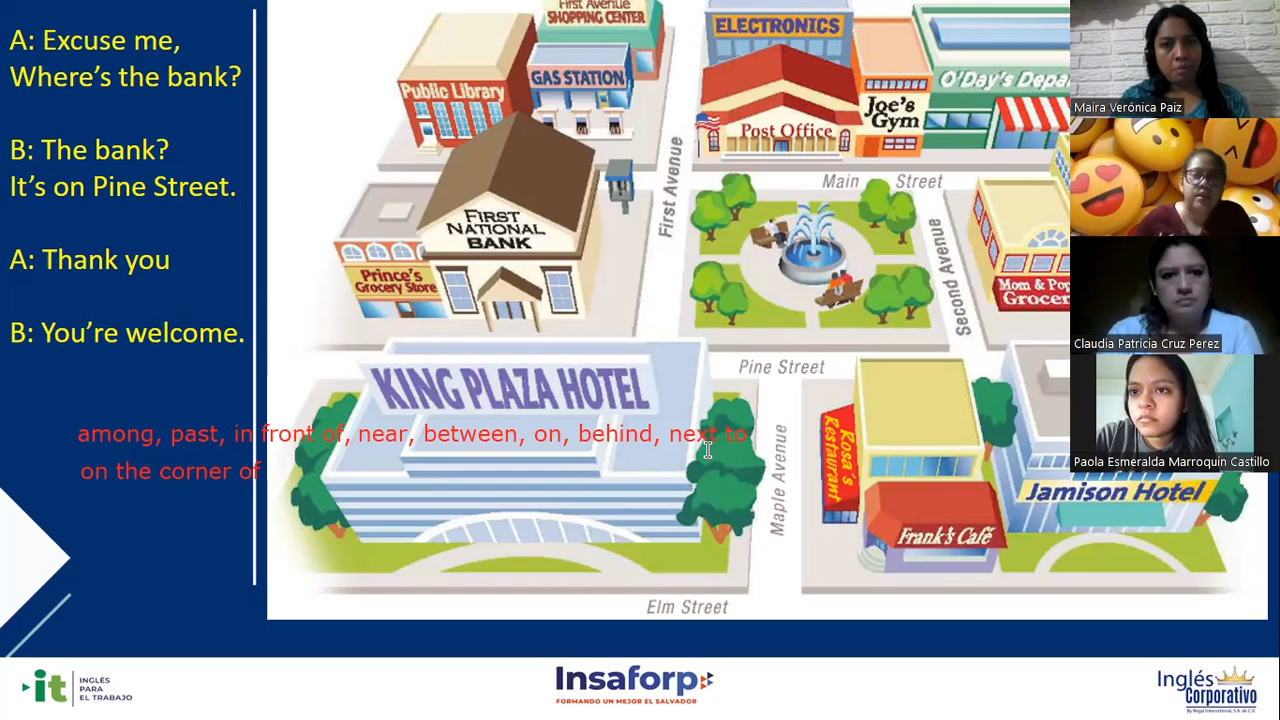 A: Excuse me,
Where's the bank?
B: The bank?
It's on Pine Street.
A: Thank you
B: You're welcome.
among, past, in front of, near, between, on, behind, next to
on the corner of
First Avenue
SHOPPING CENTER
ELECTRONICS
Public Library
GAS STATION
Post Office
Joe's
Gym
O'Day's Depa
First Avenue
Main Street
FIRST
NATIONAL
BANK
Prince's
Grocery Store
Second Avenue
Mom & Pop
Grocer
Pine Street
KING PLAZA HOTEL
Maple Avenue
Rosa's
Restaurant
Frank's Café
Jamison Hotel
Elm Street
Maira Verónica Paiz
Claudia Patricia Cruz Perez
Paola Esmeralda Marroquin Castillo
it
INGLÉS
PARA
EL TRABAJO
Insaforp
FORMANDO UN MEJOR EL SALVADOR
Inglés
Corporativo
By Regal International, S.A. de C.V.